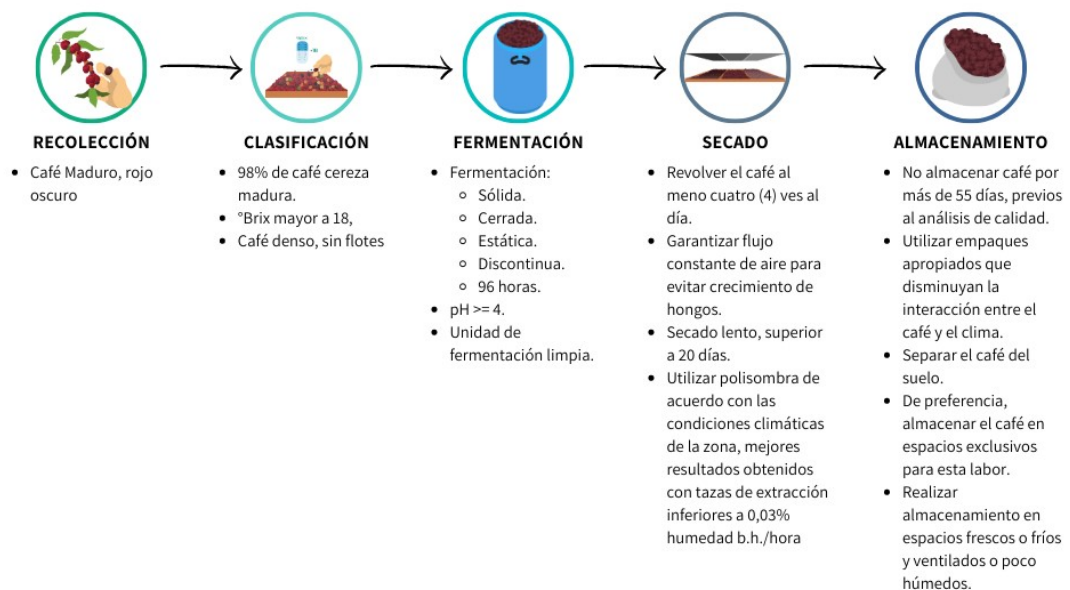 RECOLECCIÓN
• Café Maduro, rojo
oscuro
CLASIFICACIÓN
• 98% de café cereza
madura.
• °Brix mayor a 18,
• Café denso, sin flotes
FERMENTACIÓN
• Fermentación:
◦ Sólida.
◦ Cerrada.
◦ Estática.
◦ Discontinua.
◦ 96 horas.
• pH >= 4.
• Unidad de
fermentación limpia.
SECADO
• Revolver el café al
meno cuatro (4) ves al
día.
• Garantizar flujo
constante de aire para
evitar crecimiento de
hongos.
• Secado lento, superior
a 20 días.
• Utilizar polisombra de
acuerdo con las
condiciones climáticas
de la zona, mejores
resultados obtenidos
con tazas de extracción
inferiores a 0,03%
humedad b.h./hora
ALMACENAMIENTO
• No almacenar café por
más de 55 días, previos
al análisis de calidad.
• Utilizar empaques
apropiados que
disminuyan la
interacción entre el
café y el clima.
• Separar el café del
suelo.
• De preferencia,
almacenar el café en
espacios exclusivos
para esta labor.
• Realizar
almacenamiento en
espacios frescos o fríos
y ventilados o poco
húmedos.